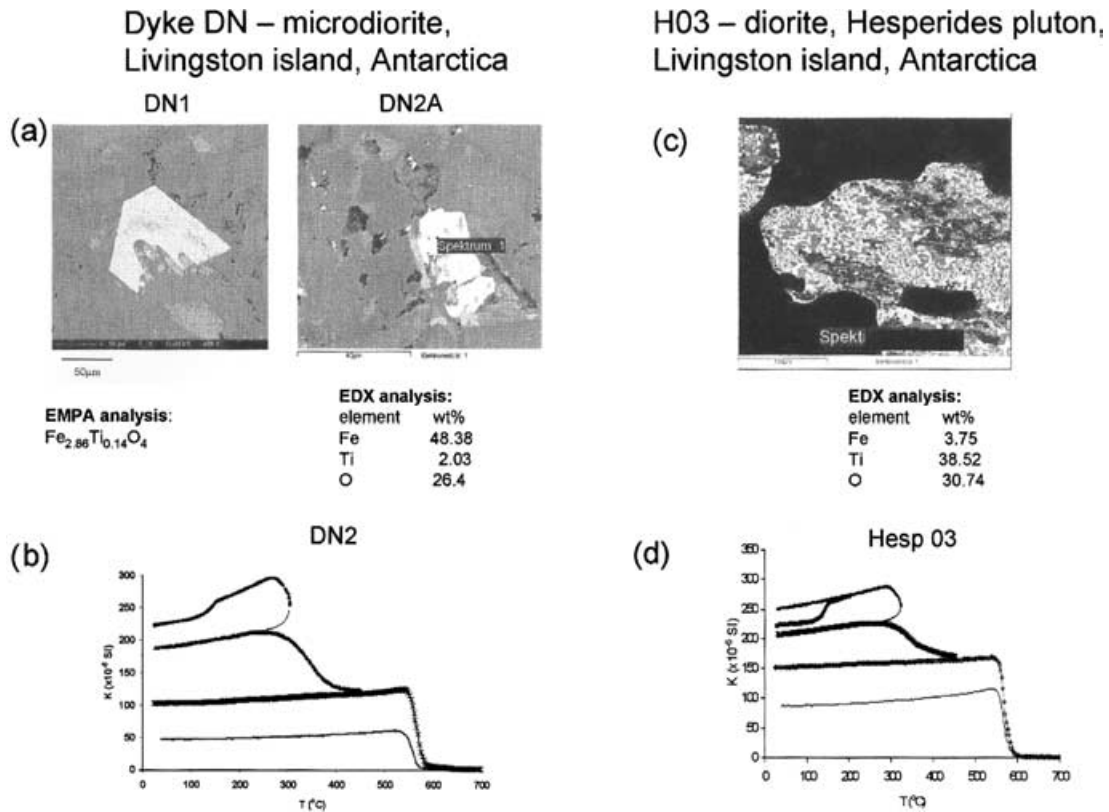 Dyke DN – microdiorite,
Livingston island, Antarctica
H03 – diorite, Hesperides pluton,
Livingston island, Antarctica
DN1
DN2A
(a)
(c)
Spektrum 1
Spekt
50µm
EMPA analysis:
Fe2.86Ti0.14O4
EDX analysis:
element wt%
Fe 48.38
Ti 2.03
O 26.4
EDX analysis:
element wt%
Fe 3.75
Ti 38.52
O 30.74
(b)
DN2
300
250
200
150
100
50
0
K (x10-6 SI)
0 100 200 300 400 500 600 700
T (°C)
(d)
Hesp 03
350
300
250
200
150
100
50
0
0 100 200 300 400 500 600 700
T(°C)